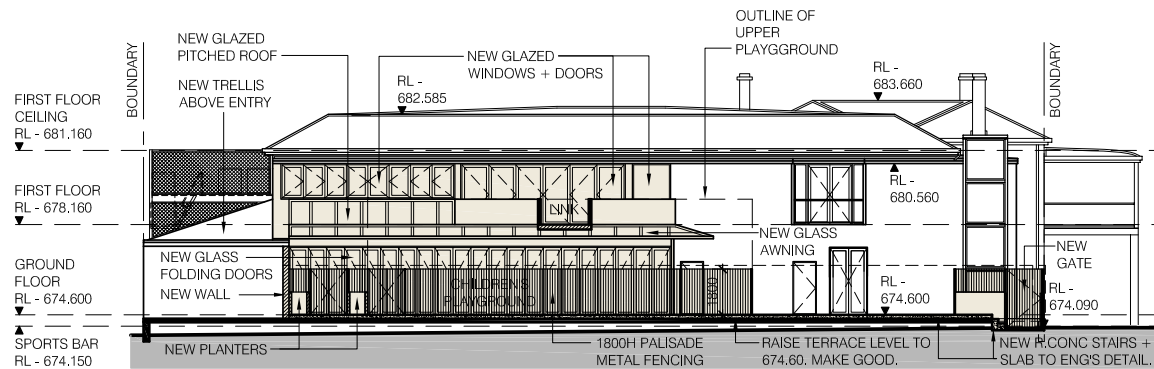 BOUNDARY
NEW GLAZED
PITCHED ROOF
NEW TRELLIS
ABOVE ENTRY
NEW GLAZED
WINDOWS + DOORS
OUTLINE OF
UPPER
PLAYGGROUND
RL -
682.585
RL -
683.660
BOUNDARY
FIRST FLOOR
CEILING
RL - 681.160
FIRST FLOOR
RL - 678.160
GROUND
FLOOR
RL - 674.600
SPORTS BAR
RL - 674.150
RL -
680.560
LINK
NEW GLASS
AWNING
NEW GLASS
FOLDING DOORS
NEW WALL
CHILDRENS
PLAYGROUND
1800
RL -
674.600
NEW
GATE
RL -
674.090
NEW PLANTERS
1800H PALISADE
METAL FENCING
RAISE TERRACE LEVEL TO
674.60. MAKE GOOD.
NEW R.CONC STAIRS +
SLAB TO ENG'S DETAIL.